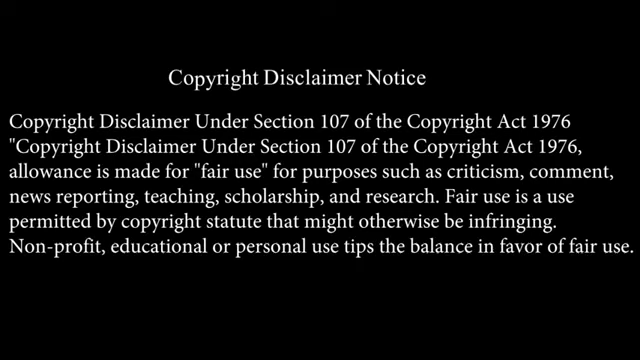 Copyright Disclaimer Notice
Copyright Disclaimer Under Section 107 of the Copyright Act 1976
"Copyright Disclaimer Under Section 107 of the Copyright Act 1976,
allowance is made for "fair use" for purposes such as criticism, comment,
news reporting, teaching, scholarship, and research. Fair use is a use
permitted by copyright statute that might otherwise be infringing.
Non-profit, educational or personal use tips the balance in favor of fair use.